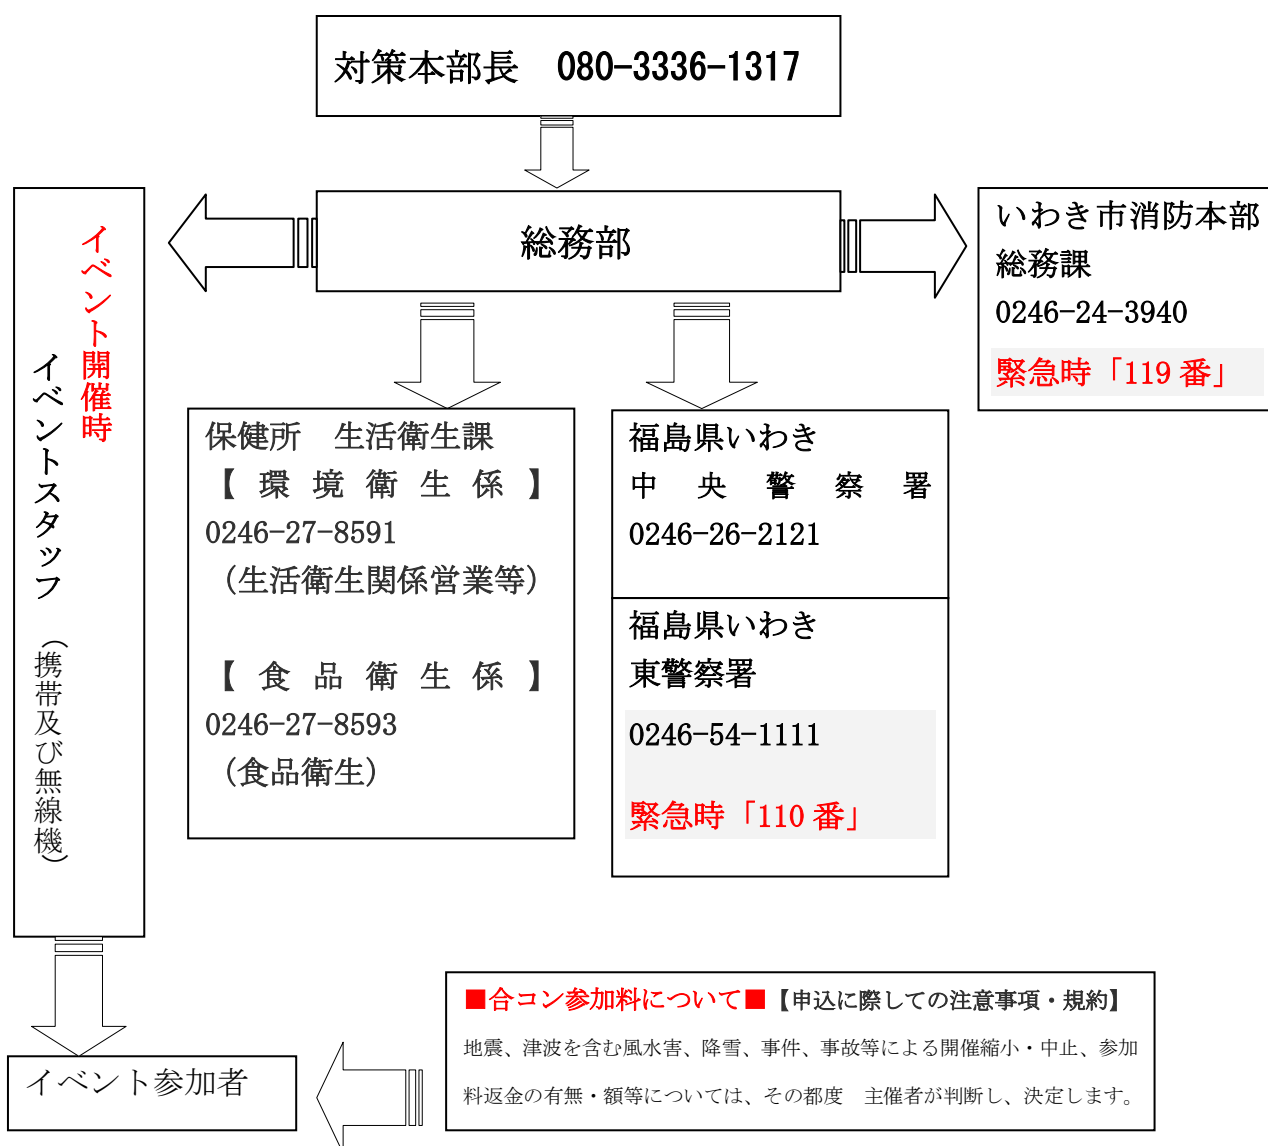 対策本部長　080-3336-1317
総務部
いわき市消防本部
総務課
0246-24-3940
緊急時「119 番」
イベント開催時
イベントスタッフ　（携帯及び無線機）
保健所　生活衛生課
【環境衛生係】
0246-27-8591
（生活衛生関係営業等）
【食品衛生係】
0246-27-8593
（食品衛生）
福島県いわき
中央警察署
0246-26-2121
福島県いわき
東警察署
0246-54-1111
緊急時「110 番」
■合コン参加料について■【申込に際しての注意事項・規約】
地震、津波を含む風水害、降雪、事件、事故等による開催縮小・中止、参加
料返金の有無・額等については、その都度　主催者が判断し、決定します。
イベント参加者